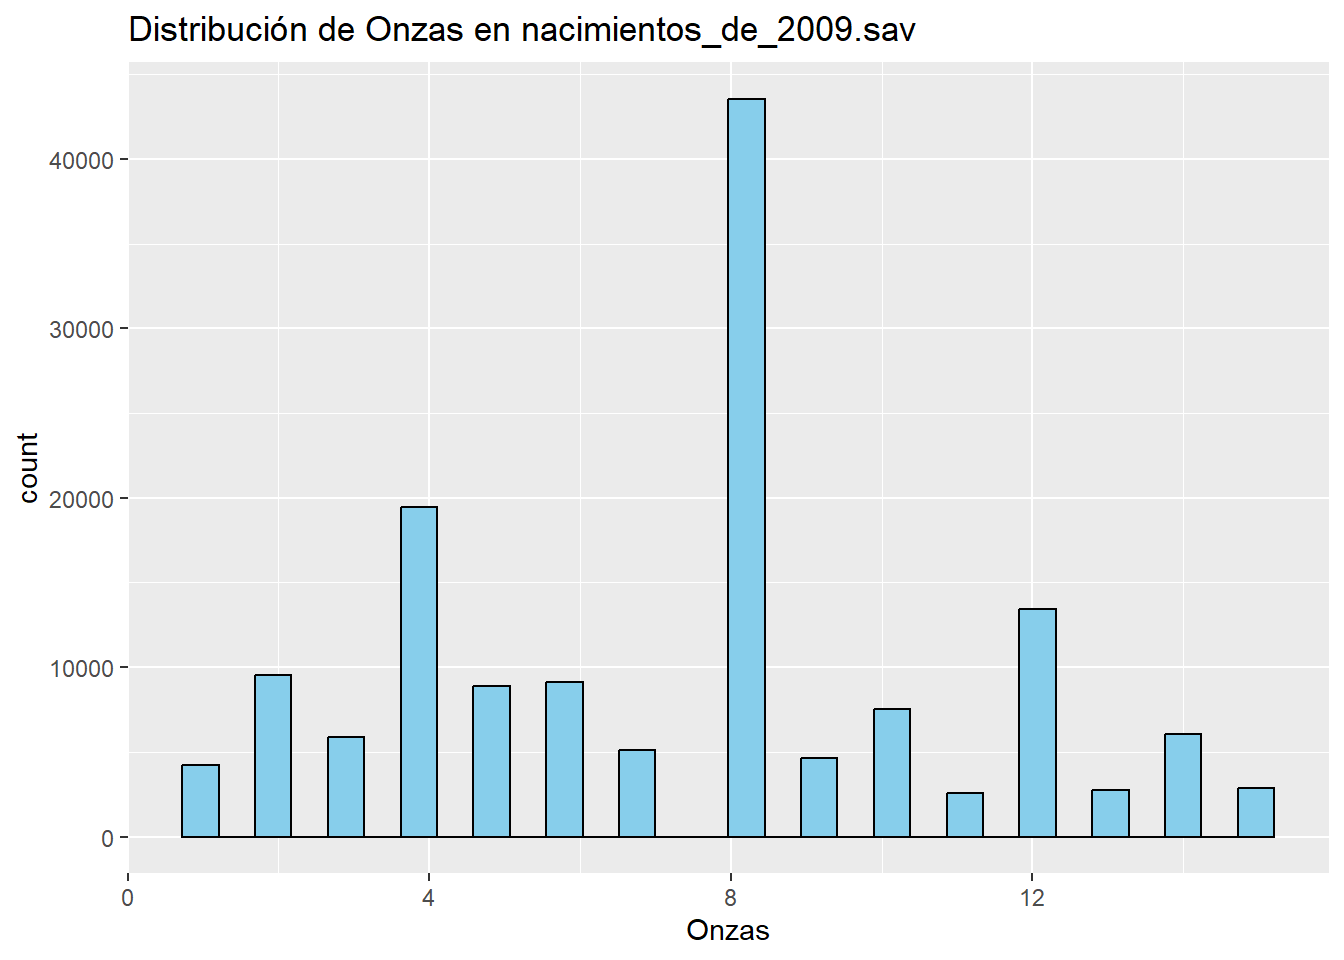 Distribución de Onzas en nacimientos_de_2009.sav
40000
30000
20000
10000
0
count
0 4 8 12
Onzas